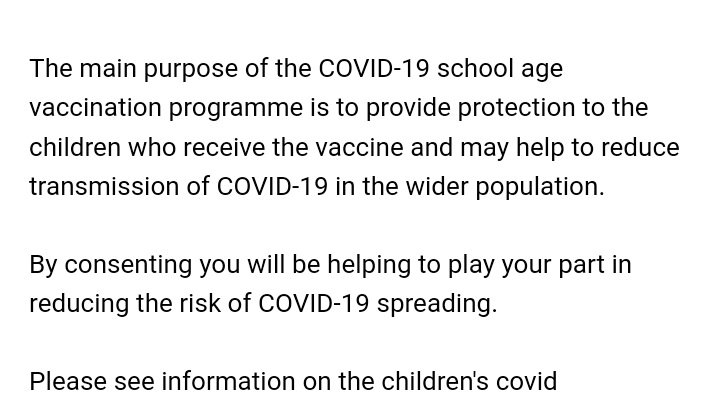 The main purpose of the COVID-19 school age
vaccination programme is to provide protection to the
children who receive the vaccine and may help to reduce
transmission of COVID-19 in the wider population.
By consenting you will be helping to play your part in
reducing the risk of COVID-19 spreading.
Please see information on the children's covid